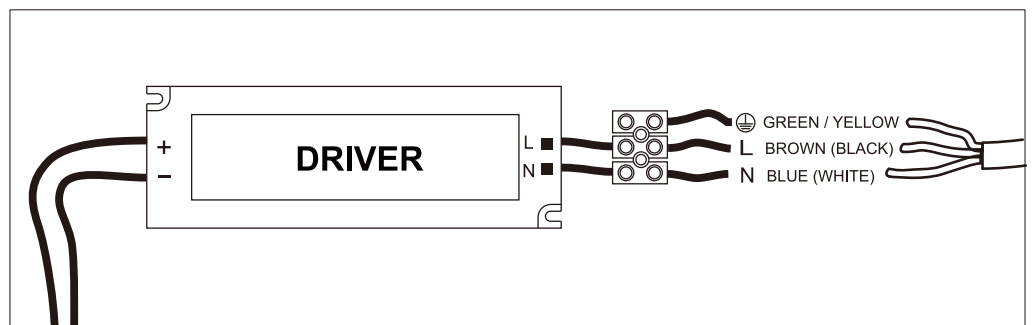 +
−
DRIVER
L
N
⏚ GREEN / YELLOW
L BROWN (BLACK)
N BLUE (WHITE)